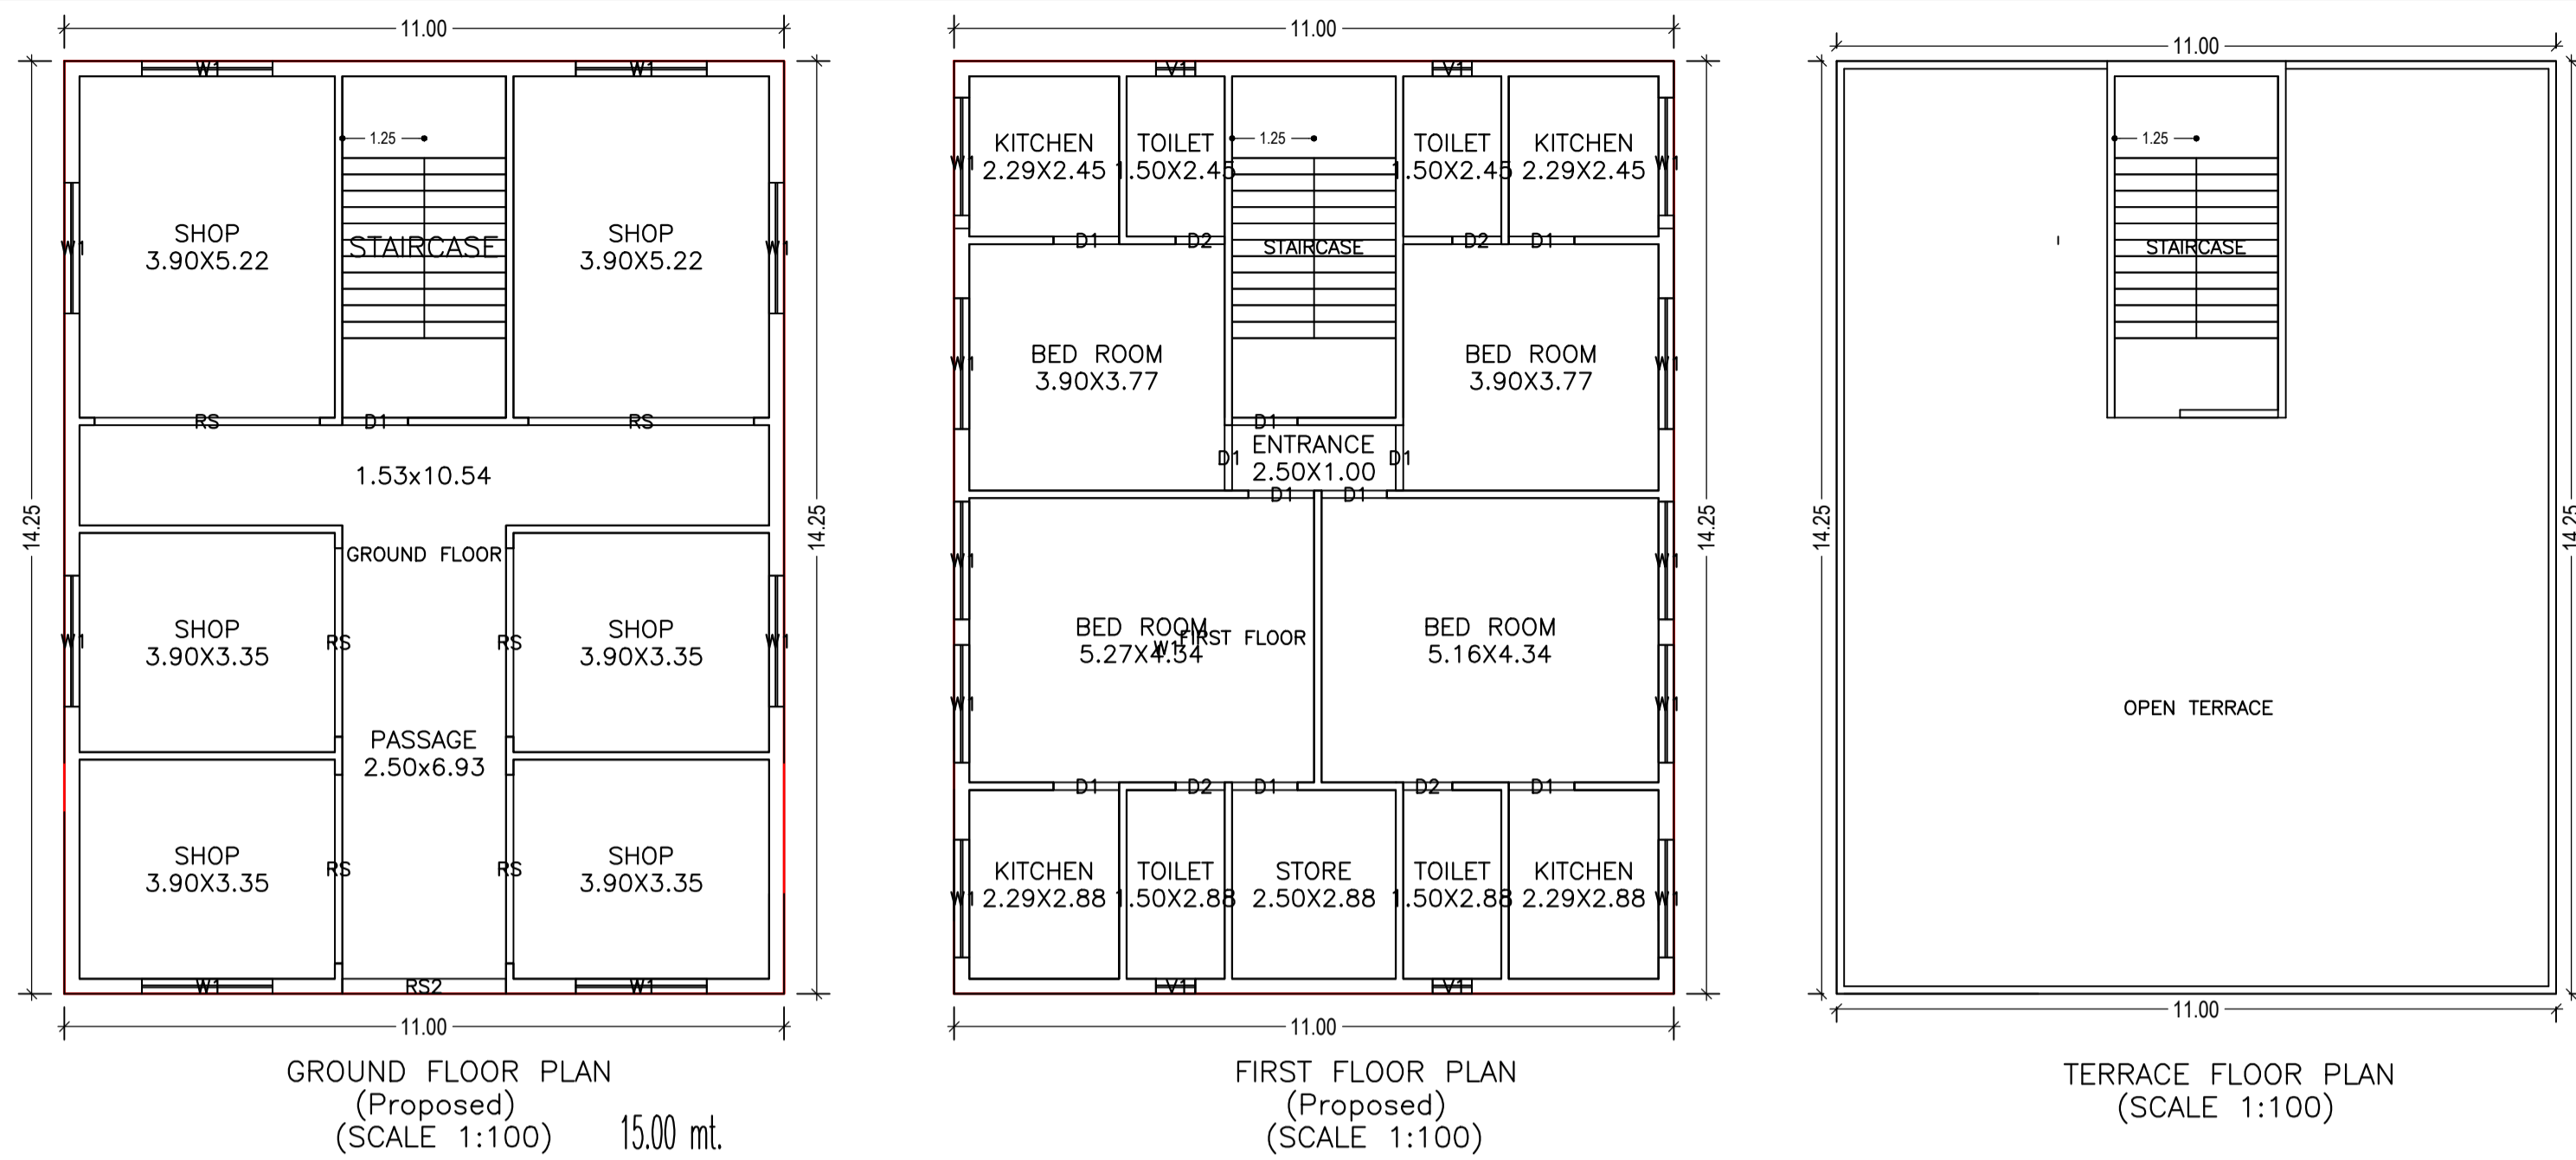 11.00
W1
W1
1.25
SHOP
3.90X5.22
STAIRCASE
SHOP
3.90X5.22
W1
W1
RS
D1
RS
1.53x10.54
14.25
14.25
GROUND FLOOR
SHOP
3.90X3.35
SHOP
3.90X3.35
W1
RS
RS
W1
PASSAGE
2.50x6.93
SHOP
3.90X3.35
SHOP
3.90X3.35
RS
RS
W1
RS2
W1
11.00
GROUND FLOOR PLAN
(Proposed)
(SCALE 1:100)
15.00 mt.
11.00
V1
V1
1.25
KITCHEN
2.29X2.45
TOILET
1.50X2.45
TOILET
1.50X2.45
KITCHEN
2.29X2.45
W1
W1
D1
D2
STAIRCASE
D2
D1
BED ROOM
3.90X3.77
BED ROOM
3.90X3.77
W1
W1
D1
ENTRANCE
2.50X1.00
D1
D1
D1
D1
14.25
W1
W1
BED ROOM
5.27X4.34
W1
FIRST FLOOR
BED ROOM
5.16X4.34
W1
W1
D1
D2
D1
D2
D1
KITCHEN
2.29X2.88
TOILET
1.50X2.88
STORE
2.50X2.88
TOILET
1.50X2.88
KITCHEN
2.29X2.88
W1
W1
V1
V1
11.00
FIRST FLOOR PLAN
(Proposed)
(SCALE 1:100)
11.00
1.25
STAIRCASE
14.25
14.25
OPEN TERRACE
11.00
TERRACE FLOOR PLAN
(SCALE 1:100)